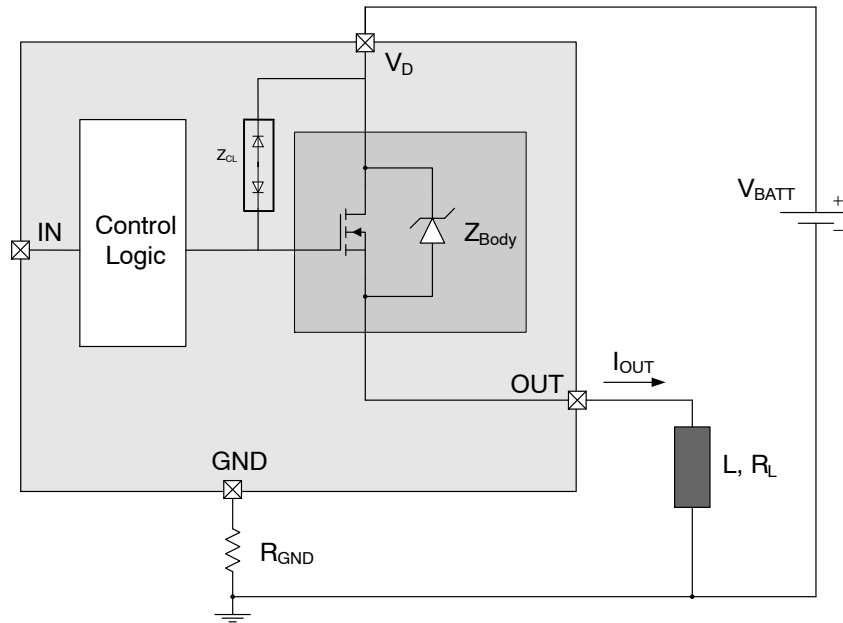 V_D
Z_CL
V_BATT
+
−
IN
Control
Logic
Z_Body
OUT
I_OUT
GND
L, R_L
R_GND